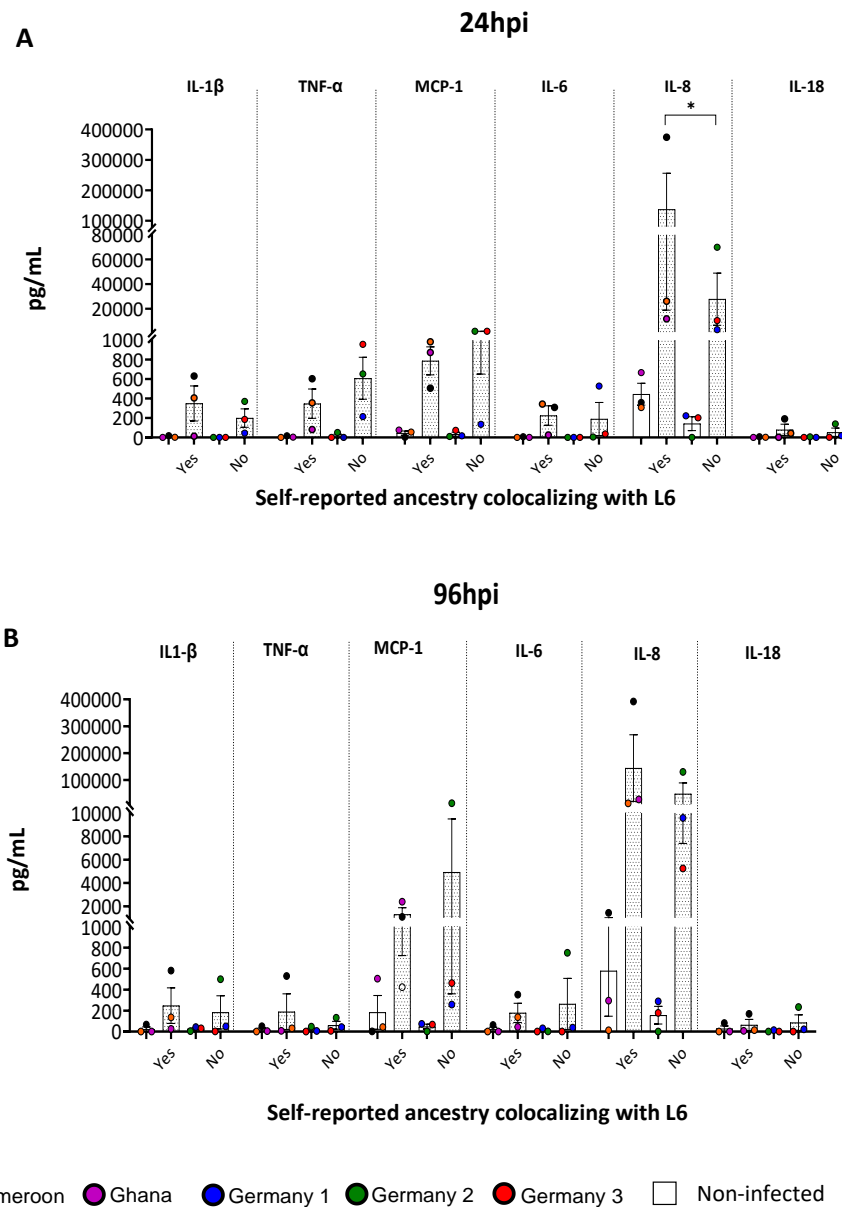 24hpi
A
IL-1β TNF-α MCP-1 IL-6 IL-8 IL-18
*
400000
300000
200000
100000
80000
60000
40000
20000
1000
800
600
400
200
0
pg/mL
Yes No Yes No Yes No Yes No Yes No Yes No
Self-reported ancestry colocalizing with L6
96hpi
B
IL1-β TNF-α MCP-1 IL-6 IL-8 IL-18
400000
300000
200000
100000
10000
8000
6000
4000
2000
1000
800
600
400
200
0
pg/mL
Yes No Yes No Yes No Yes No Yes No Yes No
Self-reported ancestry colocalizing with L6
meroon Ghana Germany 1 Germany 2 Germany 3 Non-infected